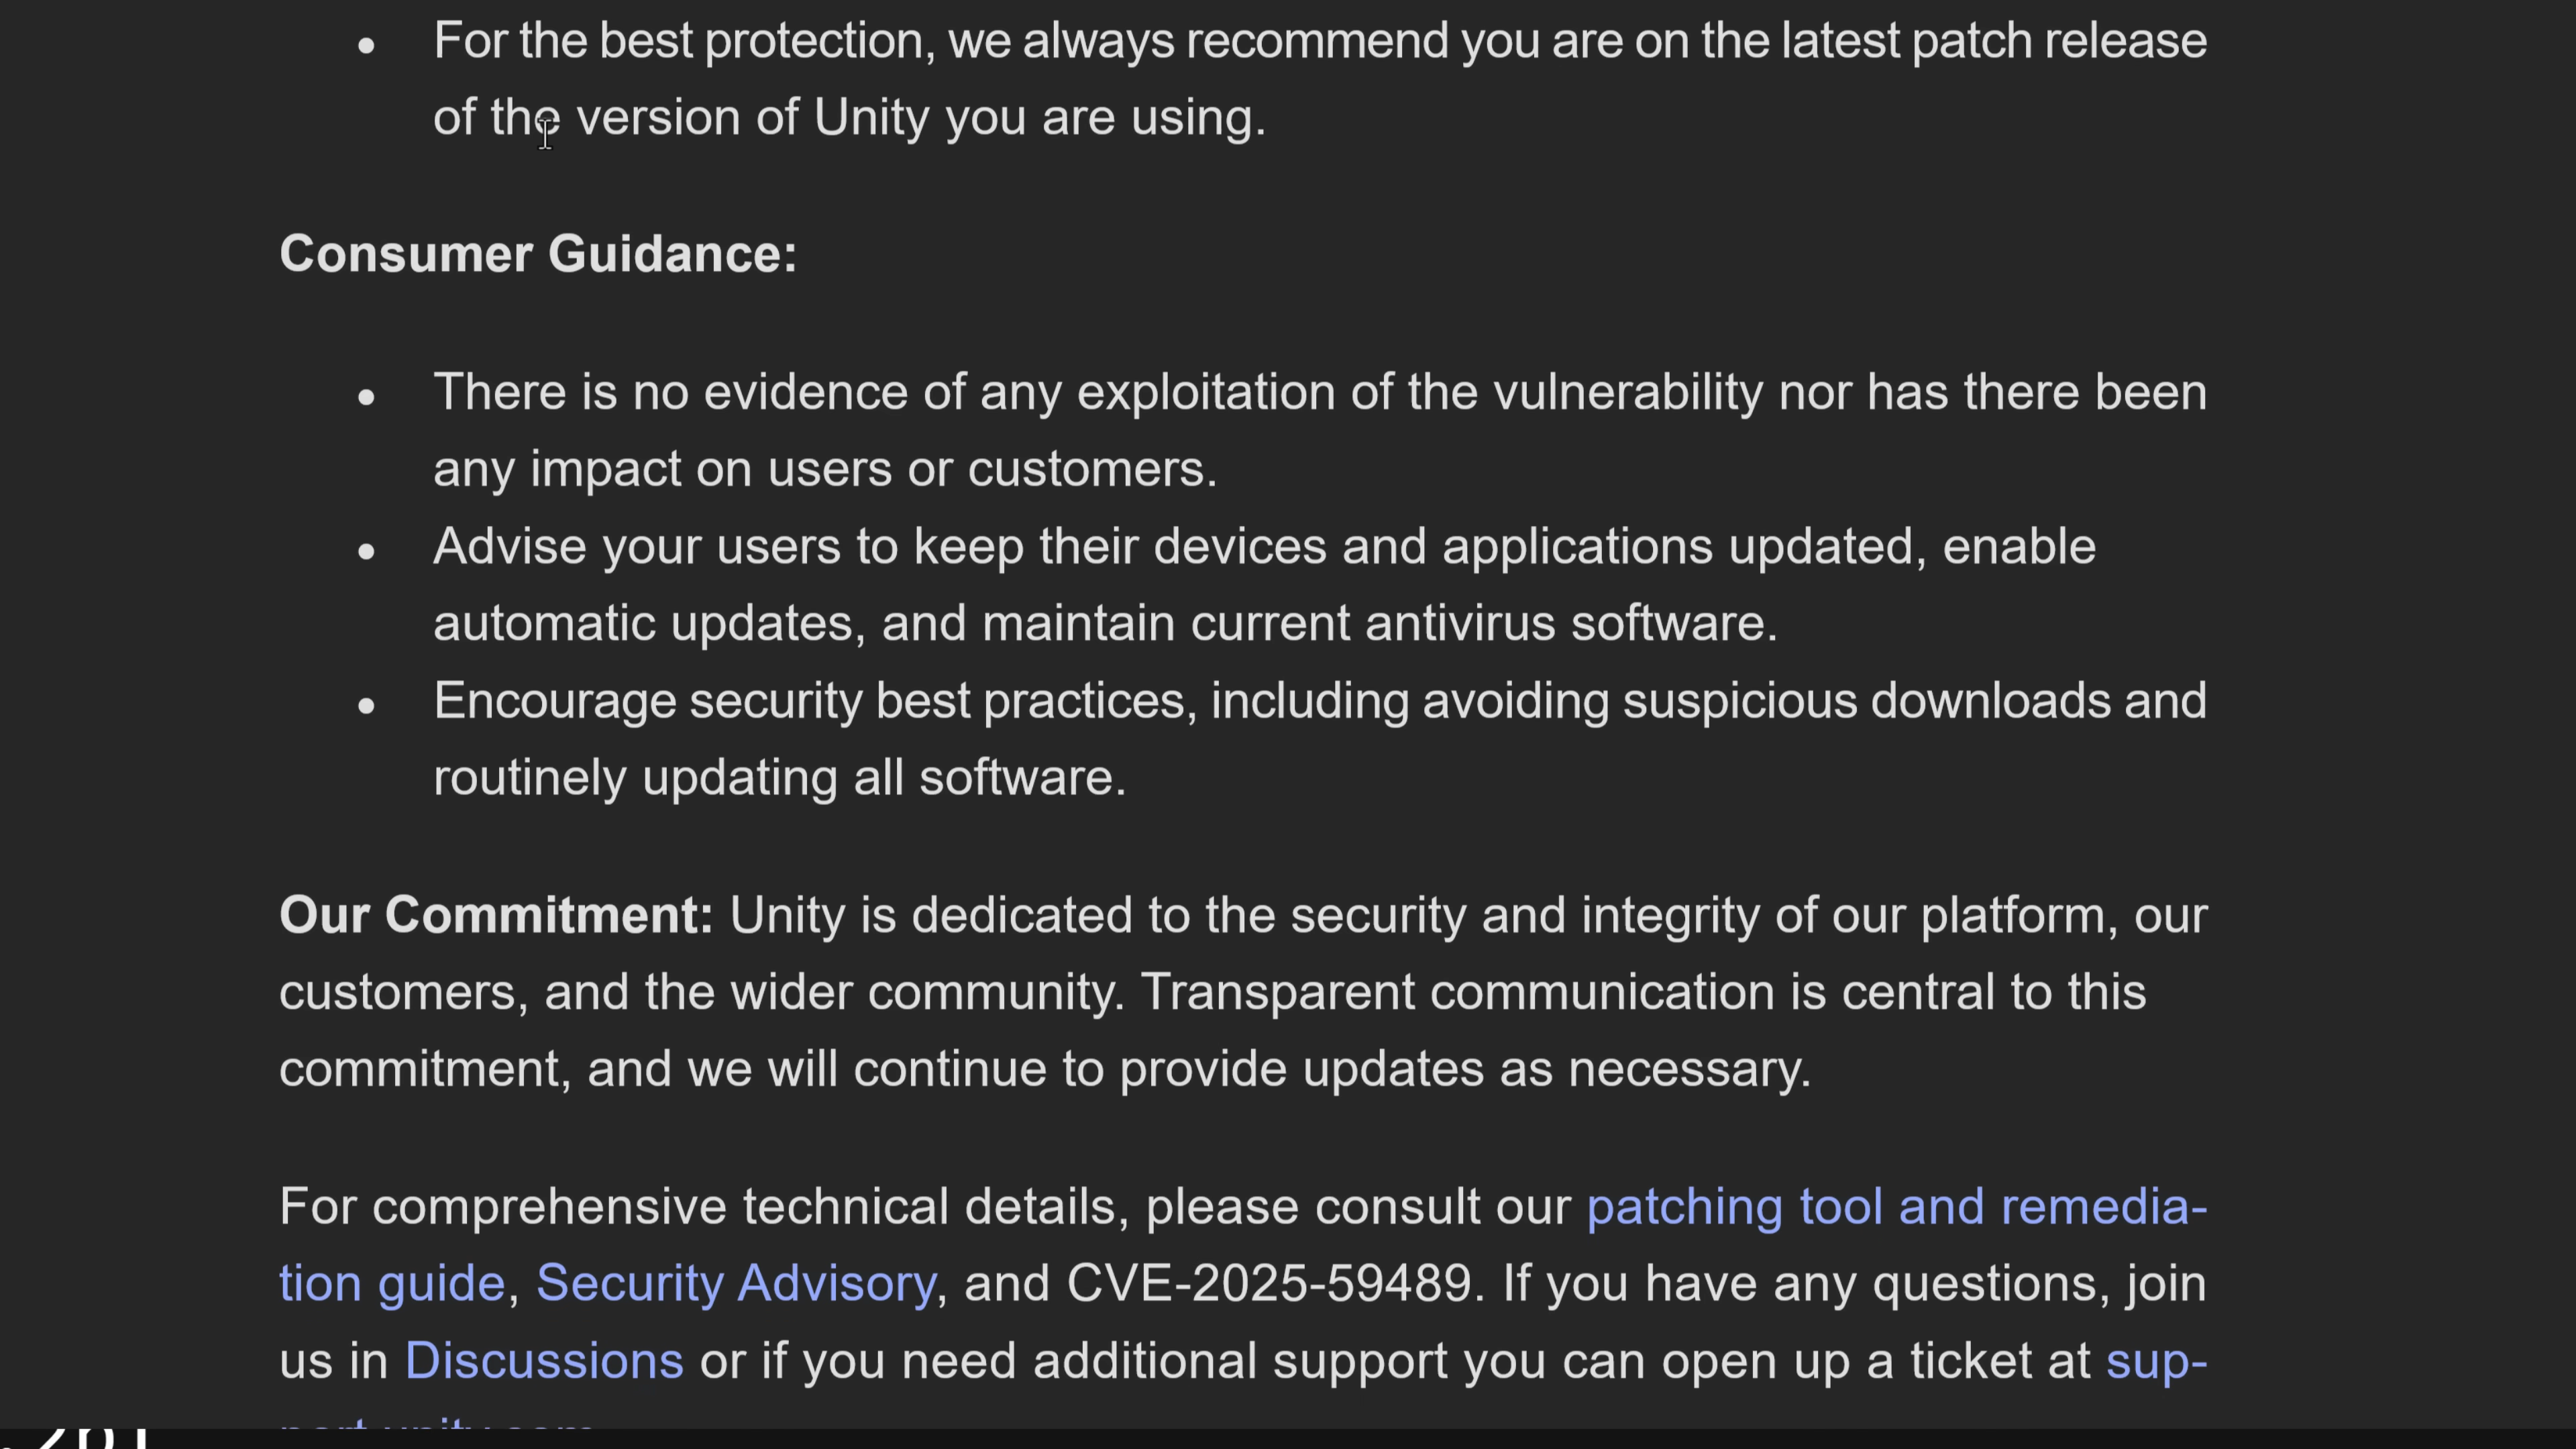 • For the best protection, we always recommend you are on the latest patch release
of the version of Unity you are using.
Consumer Guidance:
• There is no evidence of any exploitation of the vulnerability nor has there been
any impact on users or customers.
• Advise your users to keep their devices and applications updated, enable
automatic updates, and maintain current antivirus software.
• Encourage security best practices, including avoiding suspicious downloads and
routinely updating all software.
Our Commitment: Unity is dedicated to the security and integrity of our platform, our
customers, and the wider community. Transparent communication is central to this
commitment, and we will continue to provide updates as necessary.
For comprehensive technical details, please consult our patching tool and remedia-
tion guide, Security Advisory, and CVE-2025-59489. If you have any questions, join
us in Discussions or if you need additional support you can open up a ticket at sup-
port.unity.com